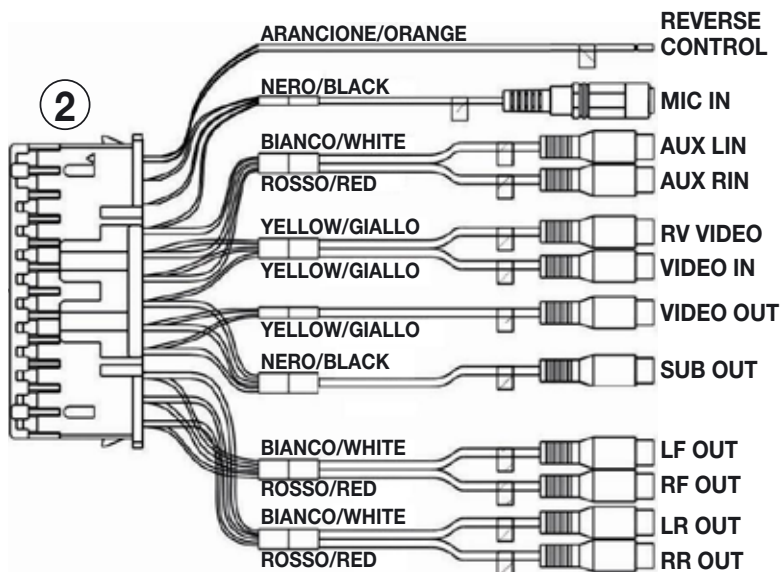 ARANCIONE/ORANGE
REVERSE
CONTROL
2
NERO/BLACK
MIC IN
BIANCO/WHITE
AUX LIN
ROSSO/RED
AUX RIN
YELLOW/GIALLO
RV VIDEO
YELLOW/GIALLO
VIDEO IN
YELLOW/GIALLO
VIDEO OUT
NERO/BLACK
SUB OUT
BIANCO/WHITE
LF OUT
ROSSO/RED
RF OUT
BIANCO/WHITE
LR OUT
ROSSO/RED
RR OUT